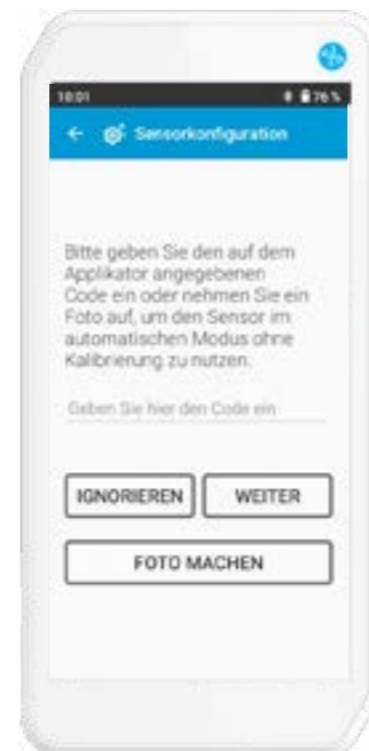 10:01 76%
Sensorkonfiguration
Bitte geben Sie den auf dem
Applikator angegebenen
Code ein oder nehmen Sie ein
Foto auf, um den Sensor im
automatischen Modus ohne
Kalibrierung zu nutzen.
Geben Sie hier den Code ein
IGNORIEREN WEITER
FOTO MACHEN